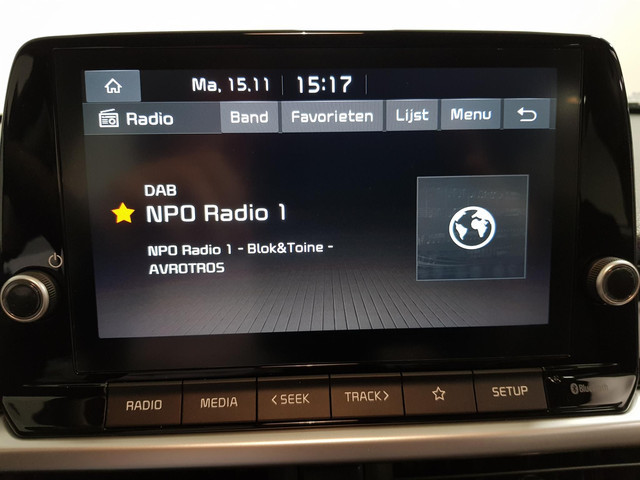 Ma, 15.11 15:17
Radio Band Favorieten Lijst Menu
DAB
NPO Radio 1
NPO Radio 1 - Blok&Toine -
AVROTROS
RADIO MEDIA <SEEK TRACK> SETUP